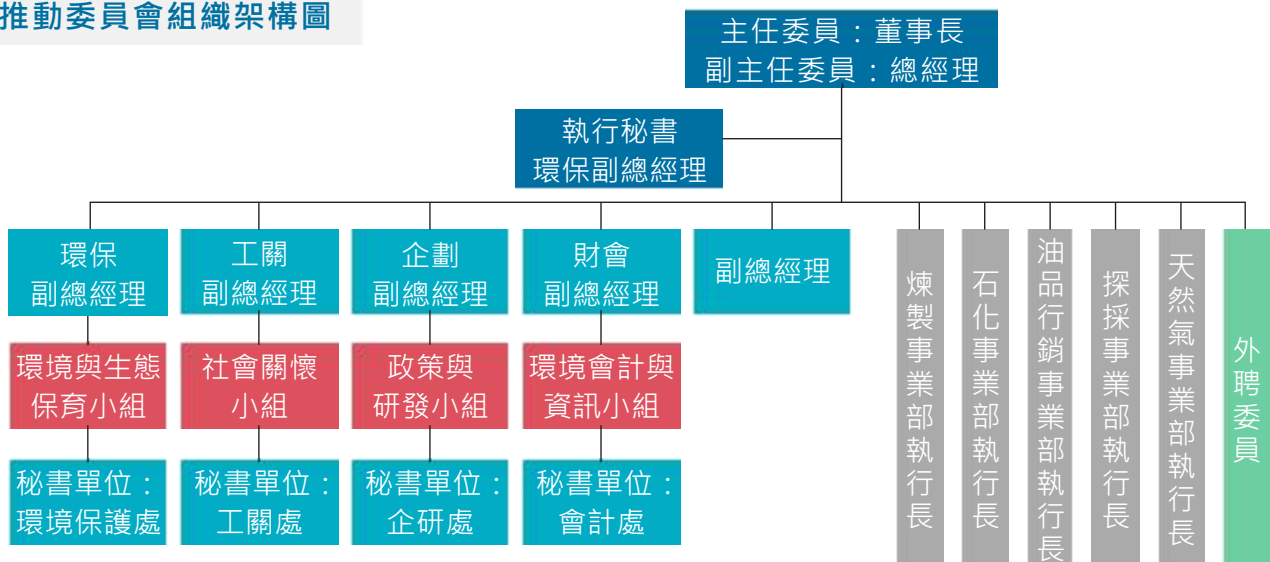 推動委員會組織架構圖
主任委員：董事長
副主任委員：總經理
執行秘書
環保副總經理
環保
副總經理
工關
副總經理
企劃
副總經理
財會
副總經理
副總經理
煉製事業部執行長
石化事業部執行長
油品行銷事業部執行長
探採事業部執行長
天然氣事業部執行長
外聘委員
環境與生態
保育小組
社會關懷
小組
政策與
研發小組
環境會計與
資訊小組
秘書單位：
環境保護處
秘書單位：
工關處
秘書單位：
企研處
秘書單位：
會計處